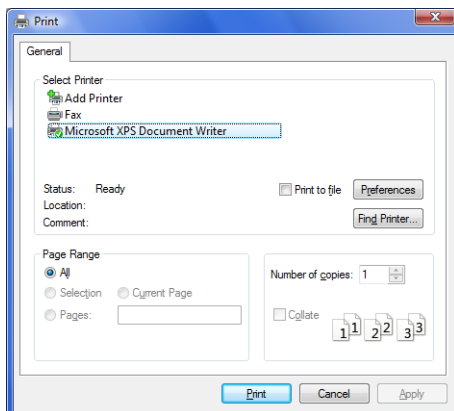 Print
General
Select Printer
Add Printer
Fax
Microsoft XPS Document Writer
Status: Ready
Print to file
Preferences
Location:
Comment:
Find Printer...
Page Range
All
Selection
Current Page
Pages:
Number of copies: 1
Collate
1 1 2 2 3 3
Print
Cancel
Apply